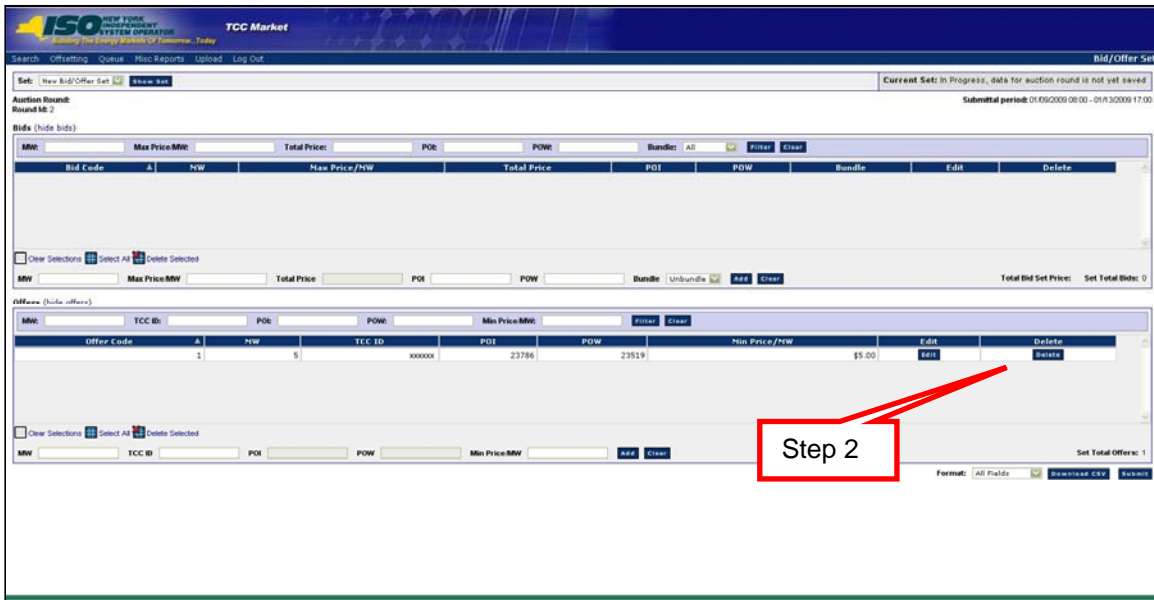 NEW YORK
ISO INDEPENDENT
SYSTEM OPERATOR
Building The Energy Markets Of Tomorrow...Today
TCC Market
Search Offsetting Queue Misc Reports Upload Log Out Bid/Offer Set
Set: New Bid/Offer Set Show Set Current Set: In Progress, data for auction round is not yet saved
Auction Round: Submittal period: 01/09/2009 08:00 - 01/13/2009 17:00
Round Id: 2
Bids (hide bids)
MW: Max Price/MW: Total Price: POI: POW: Bundle: All Filter Clear
Bid Code MW Max Price/MW Total Price POI POW Bundle Edit Delete
Clear Selections Select All Delete Selected
MW Max Price/MW Total Price POI POW Bundle Unbundle Add Clear Total Bid Set Price: Set Total Bids: 0
Offers (hide offers)
MW: TCC ID: POI: POW: Min Price/MW: Filter Clear
Offer Code MW TCC ID POI POW Min Price/MW Edit Delete
1 5 xxxxxx 23786 23519 $5.00 Edit Delete
Clear Selections Select All Delete Selected
Step 2
MW TCC ID POI POW Min Price/MW Add Clear Set Total Offers: 1
Format: All Fields Download CSV Submit